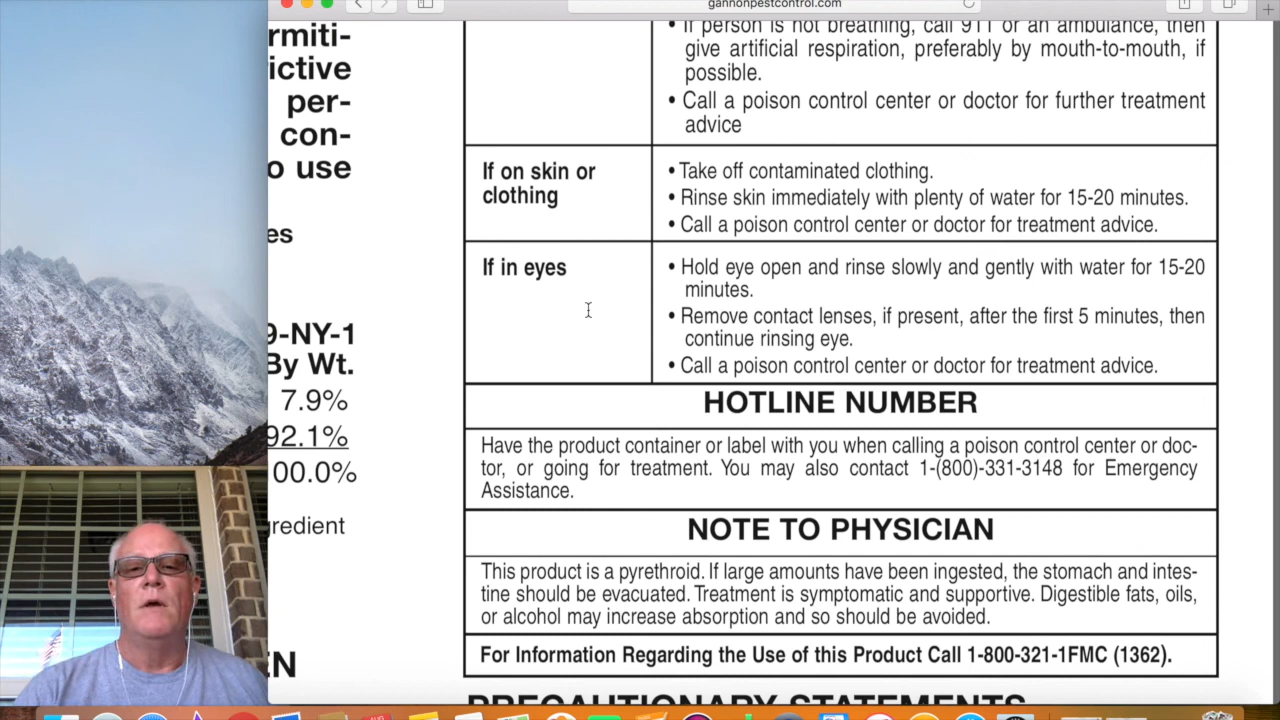 gannonpestcontrol.com
rmiti-
ictive
per-
con-
o use
es
9-NY-1
By Wt.
7.9%
92.1%
00.0%
gredient
EN
• If person is not breathing, call 911 or an ambulance, then
give artificial respiration, preferably by mouth-to-mouth, if
possible.
• Call a poison control center or doctor for further treatment
advice
If on skin or
clothing
• Take off contaminated clothing.
• Rinse skin immediately with plenty of water for 15-20 minutes.
• Call a poison control center or doctor for treatment advice.
If in eyes
• Hold eye open and rinse slowly and gently with water for 15-20
minutes.
• Remove contact lenses, if present, after the first 5 minutes, then
continue rinsing eye.
• Call a poison control center or doctor for treatment advice.
HOTLINE NUMBER
Have the product container or label with you when calling a poison control center or doc-
tor, or going for treatment. You may also contact 1-(800)-331-3148 for Emergency
Assistance.
NOTE TO PHYSICIAN
This product is a pyrethroid. If large amounts have been ingested, the stomach and intes-
tine should be evacuated. Treatment is symptomatic and supportive. Digestible fats, oils,
or alcohol may increase absorption and so should be avoided.
For Information Regarding the Use of this Product Call 1-800-321-1FMC (1362).
PRECAUTIONARY STATEMENTS